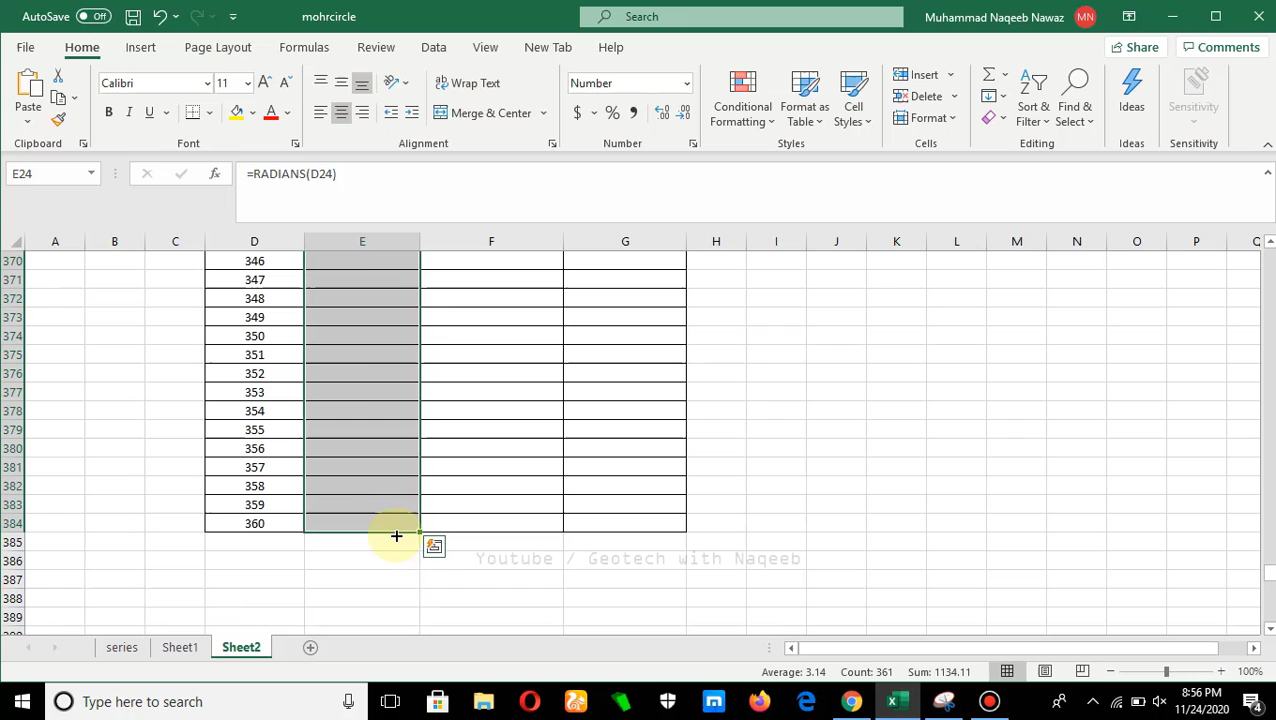 AutoSave Off mohrcircle Search Muhammad Naqeeb Nawaz MN
File Home Insert Page Layout Formulas Review Data View New Tab Help Share Comments
Paste Calibri 11 Wrap Text Number Conditional Formatting Format as Table Cell Styles Insert Sort & Filter Find & Select Ideas Sensitivity
B I U Merge & Center $ % Delete
Format
Clipboard Font Alignment Number Styles Cells Editing Ideas Sensitivity
E24 fx =RADIANS(D24)
A B C D E F G H I J K L M N O P Q
370 346
371 347
372 348
373 349
374 350
375 351
376 352
377 353
378 354
379 355
380 356
381 357
382 358
383 359
384 360
385
386 Youtube / Geotech with Naqeeb
387
388
389
series Sheet1 Sheet2
Average: 3.14 Count: 361 Sum: 1134.11 100%
Type here to search 8:56 PM
11/24/2020 4